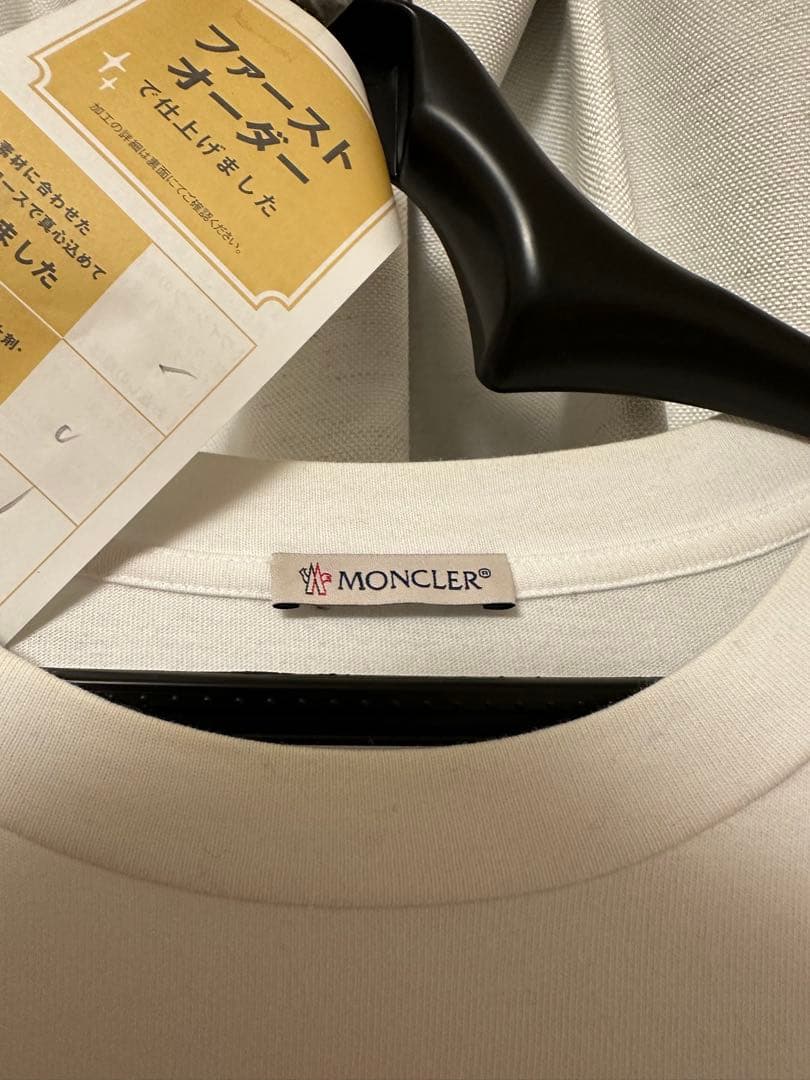 ファースト
オーダー
で仕上げました
加工の詳細は裏面にてご確認ください。
素材に合わせた
ースで真心込めて
ました
剤・
MONCLER®